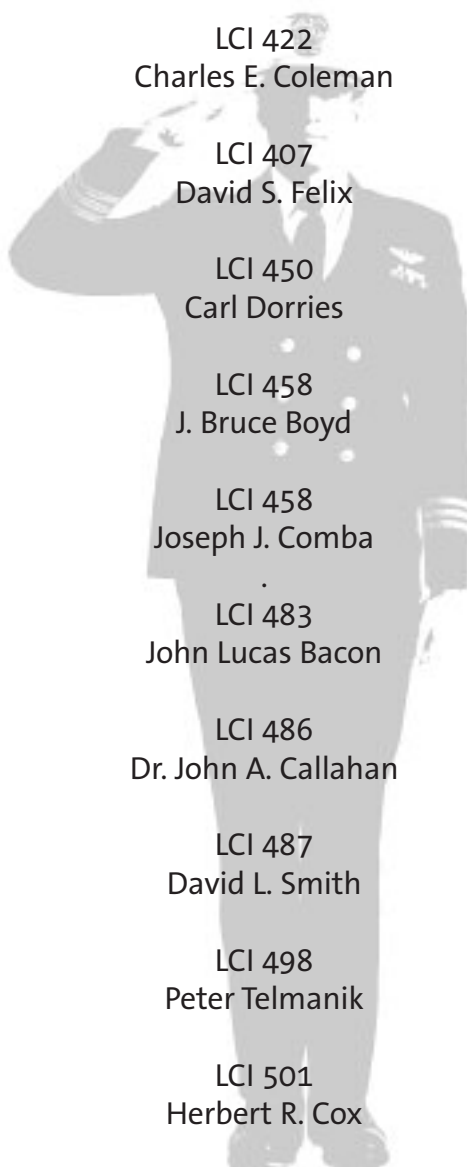 LCI 422
Charles E. Coleman
LCI 407
David S. Felix
LCI 450
Carl Dorries
LCI 458
J. Bruce Boyd
LCI 458
Joseph J. Comba
.
LCI 483
John Lucas Bacon
LCI 486
Dr. John A. Callahan
LCI 487
David L. Smith
LCI 498
Peter Telmanik
LCI 501
Herbert R. Cox